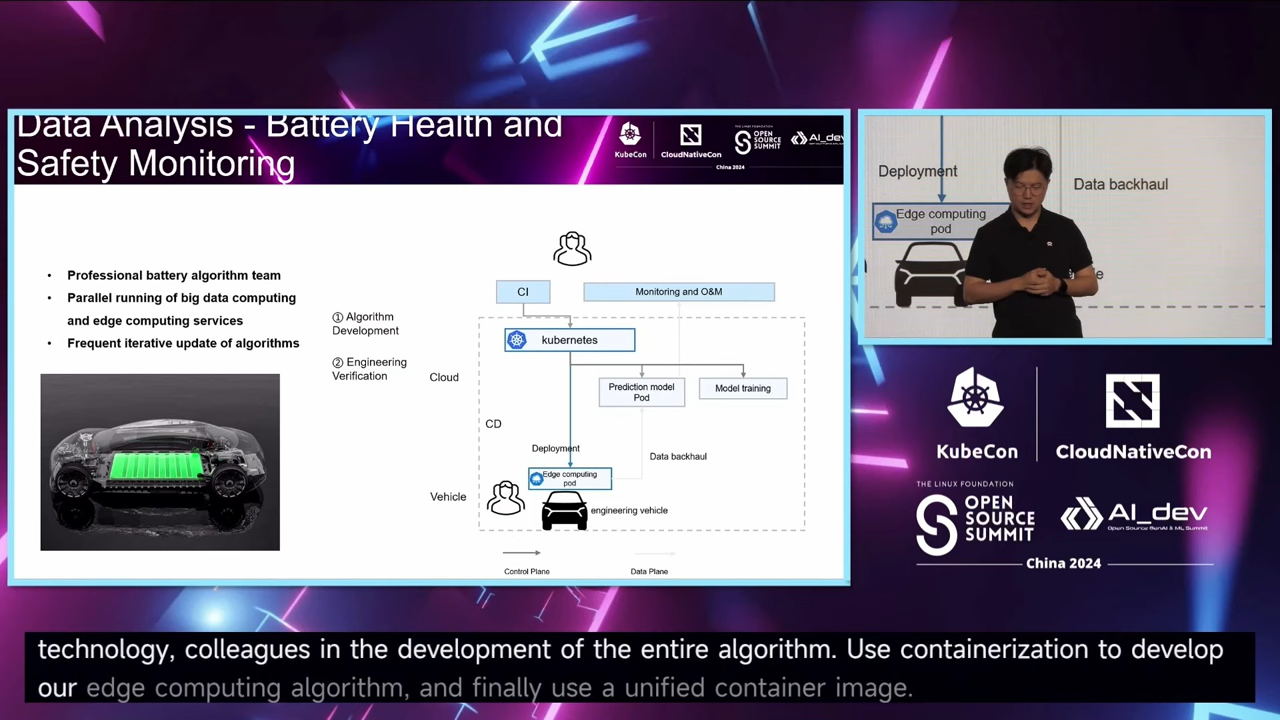 Data Analysis - Battery Health and
Safety Monitoring
KubeCon
CloudNativeCon
THE LINUX FOUNDATION
OPEN
SOURCE
SUMMIT
AI_dev
China 2024
• Professional battery algorithm team
• Parallel running of big data computing
and edge computing services
• Frequent iterative update of algorithms
① Algorithm
Development
② Engineering
Verification
CI
Monitoring and O&M
kubernetes
Cloud
Prediction model
Pod
Model training
CD
Deployment
Data backhaul
Edge computing
pod
Vehicle
engineering vehicle
Control Plane
Data Plane
Deployment
Data backhaul
Edge computing
pod
KubeCon
CloudNativeCon
THE LINUX FOUNDATION
OPEN
SOURCE
SUMMIT
AI_dev
Open Source GenAI & ML Summit
China 2024
technology, colleagues in the development of the entire algorithm. Use containerization to develop
our edge computing algorithm, and finally use a unified container image.